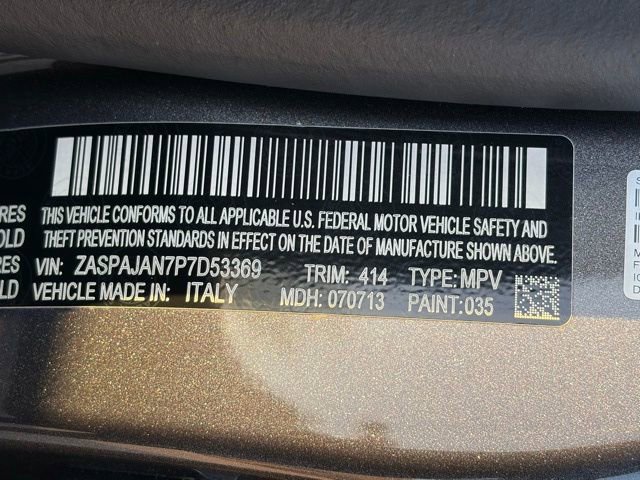 THIS VEHICLE CONFORMS TO ALL APPLICABLE U.S. FEDERAL MOTOR VEHICLE SAFETY AND
THEFT PREVENTION STANDARDS IN EFFECT ON THE DATE OF MANUFACTURE SHOWN ABOVE.
VIN: ZASPAJAN7P7D53369 TRIM: 414 TYPE: MPV
VEHICLE MADE IN: ITALY MDH: 070713 PAINT:035